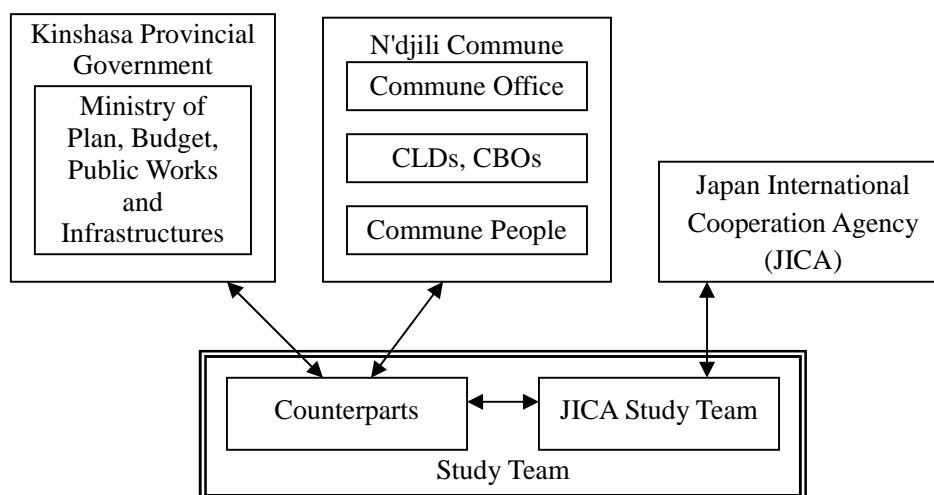 Kinshasa Provincial
Government
Ministry of
Plan, Budget,
Public Works
and
Infrastructures
N'djili Commune
Commune Office
CLDs, CBOs
Commune People
Japan International
Cooperation Agency
(JICA)
Counterparts
JICA Study Team
Study Team